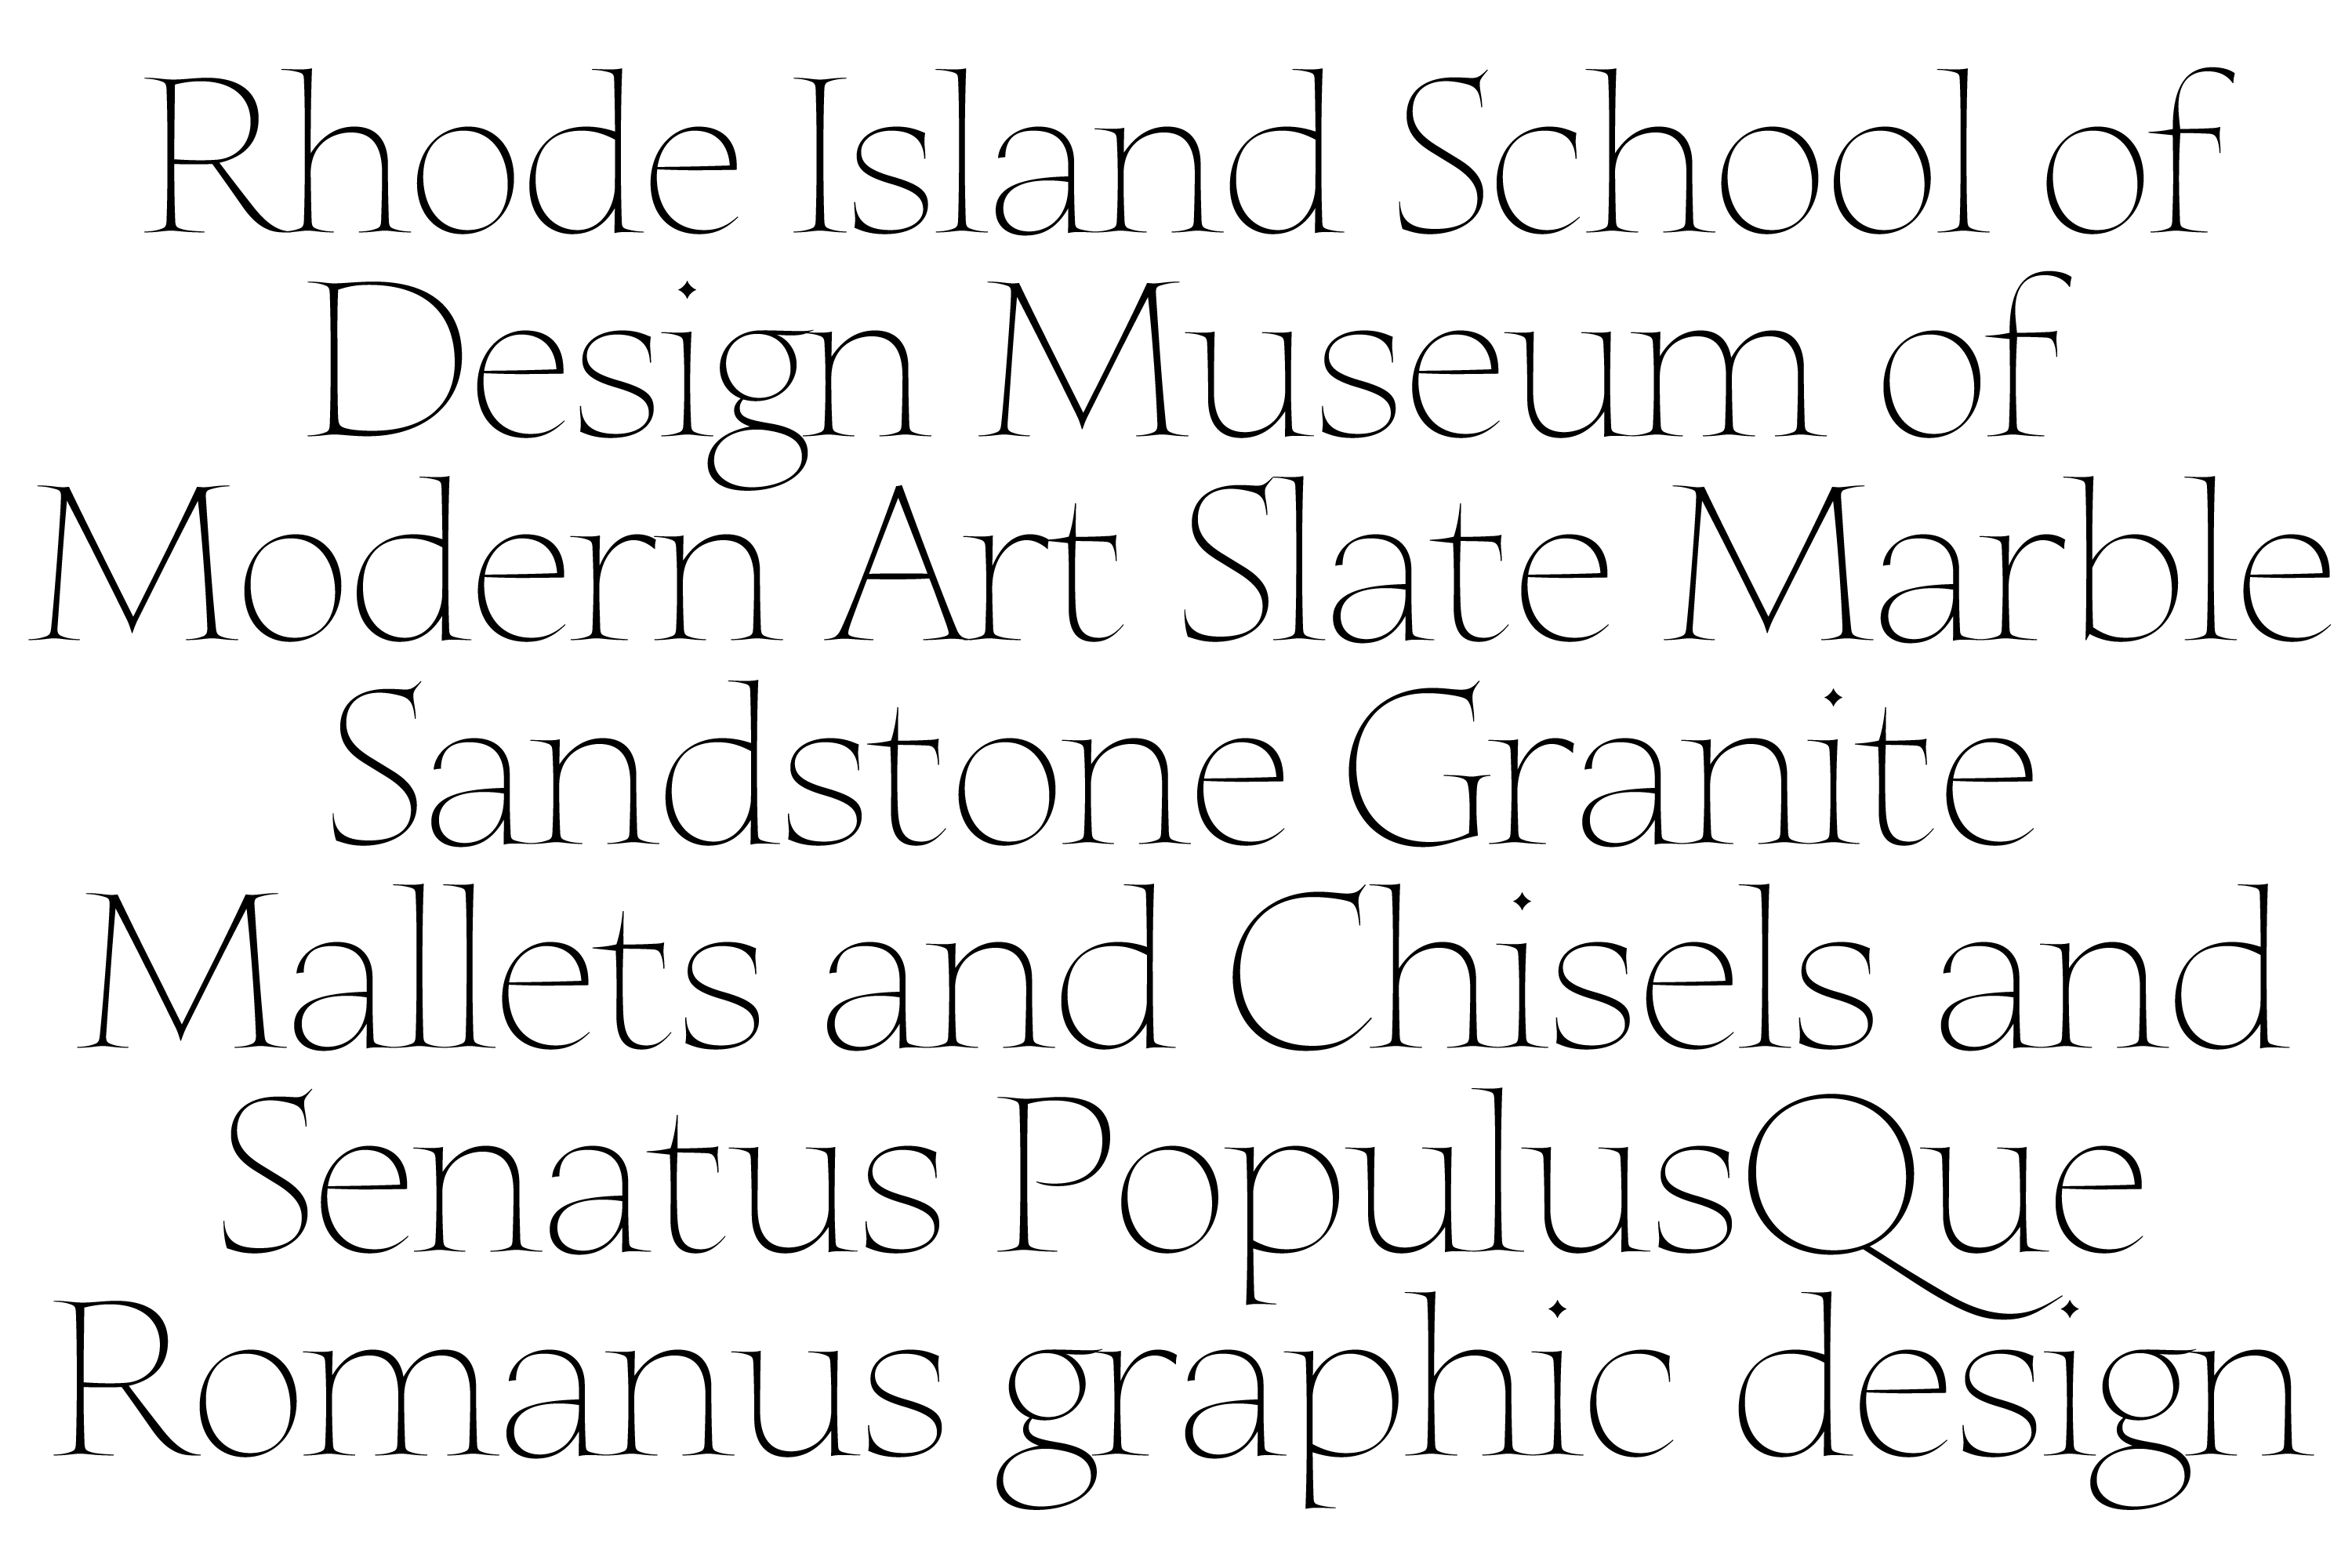 Rhode Island School of
Design Museum of
Modern Art Slate Marble
Sandstone Granite
Mallets and Chisels and
Senatus PopulusQue
Romanus graphic design